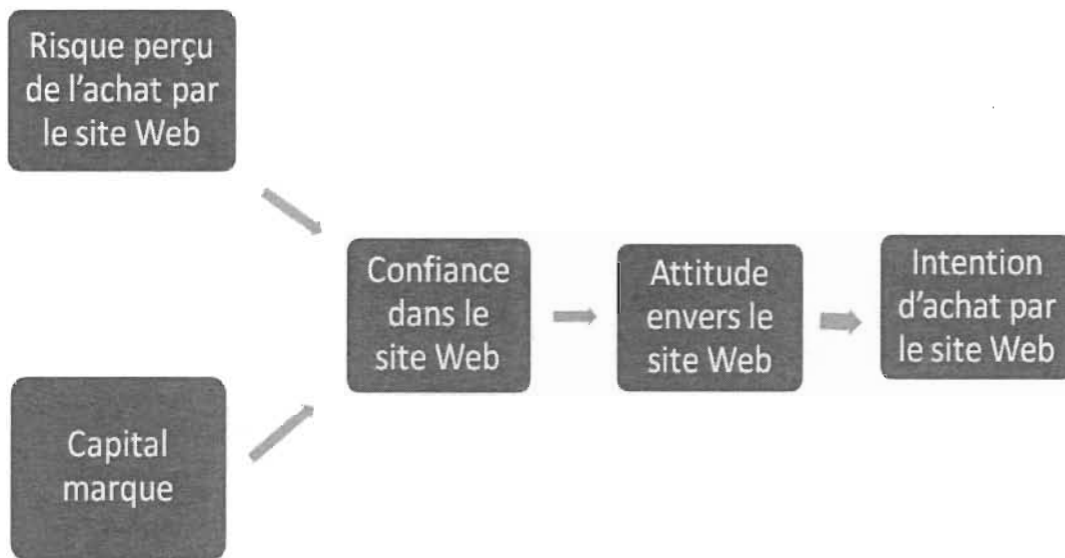 Risque perçu
de l'achat par
le site Web
Confiance
dans le
site Web
Attitude
envers le
site Web
Intention
d'achat par
le site Web
Capital
marque